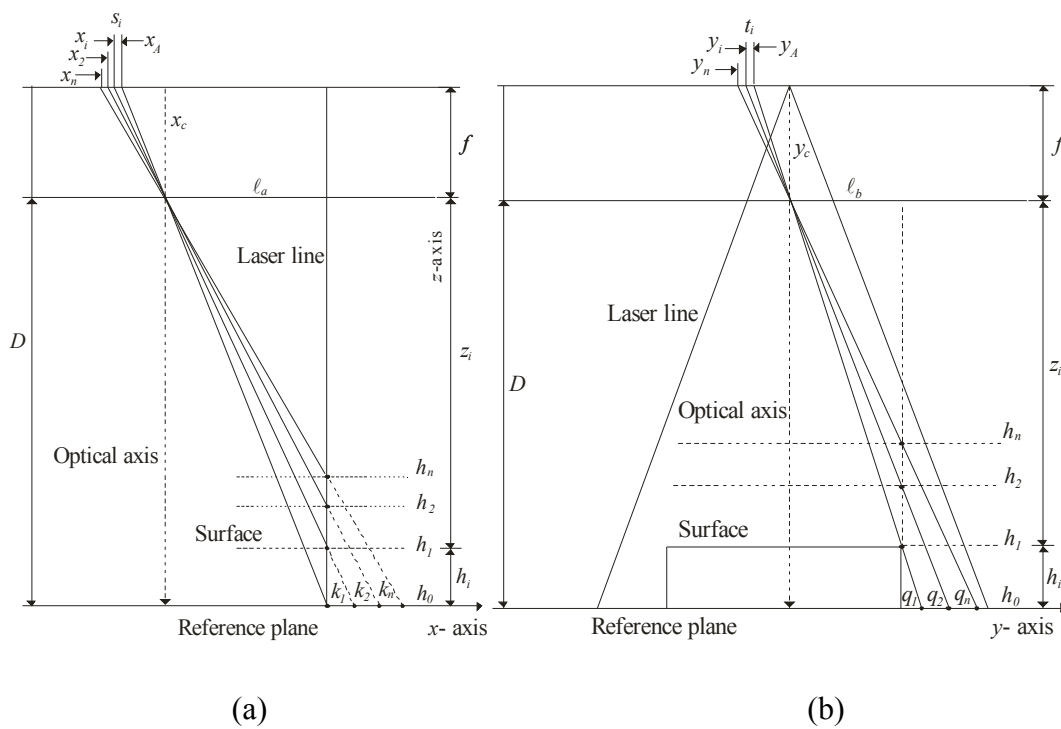 s_i
x_i
x_A
x_2
x_n
x_c
f
ℓ_a
Laser line
z-axis
D
z_i
Optical axis
h_n
h_2
Surface
h_1
h_i
k_1 k_2 k_n h_0
Reference plane
x- axis
(a)
t_i
y_i
y_A
y_n
f
y_c
ℓ_b
Laser line
D
z_i
Optical axis
h_n
h_2
Surface
h_1
h_i
q_1 q_2 q_n h_0
Reference plane
y- axis
(b)